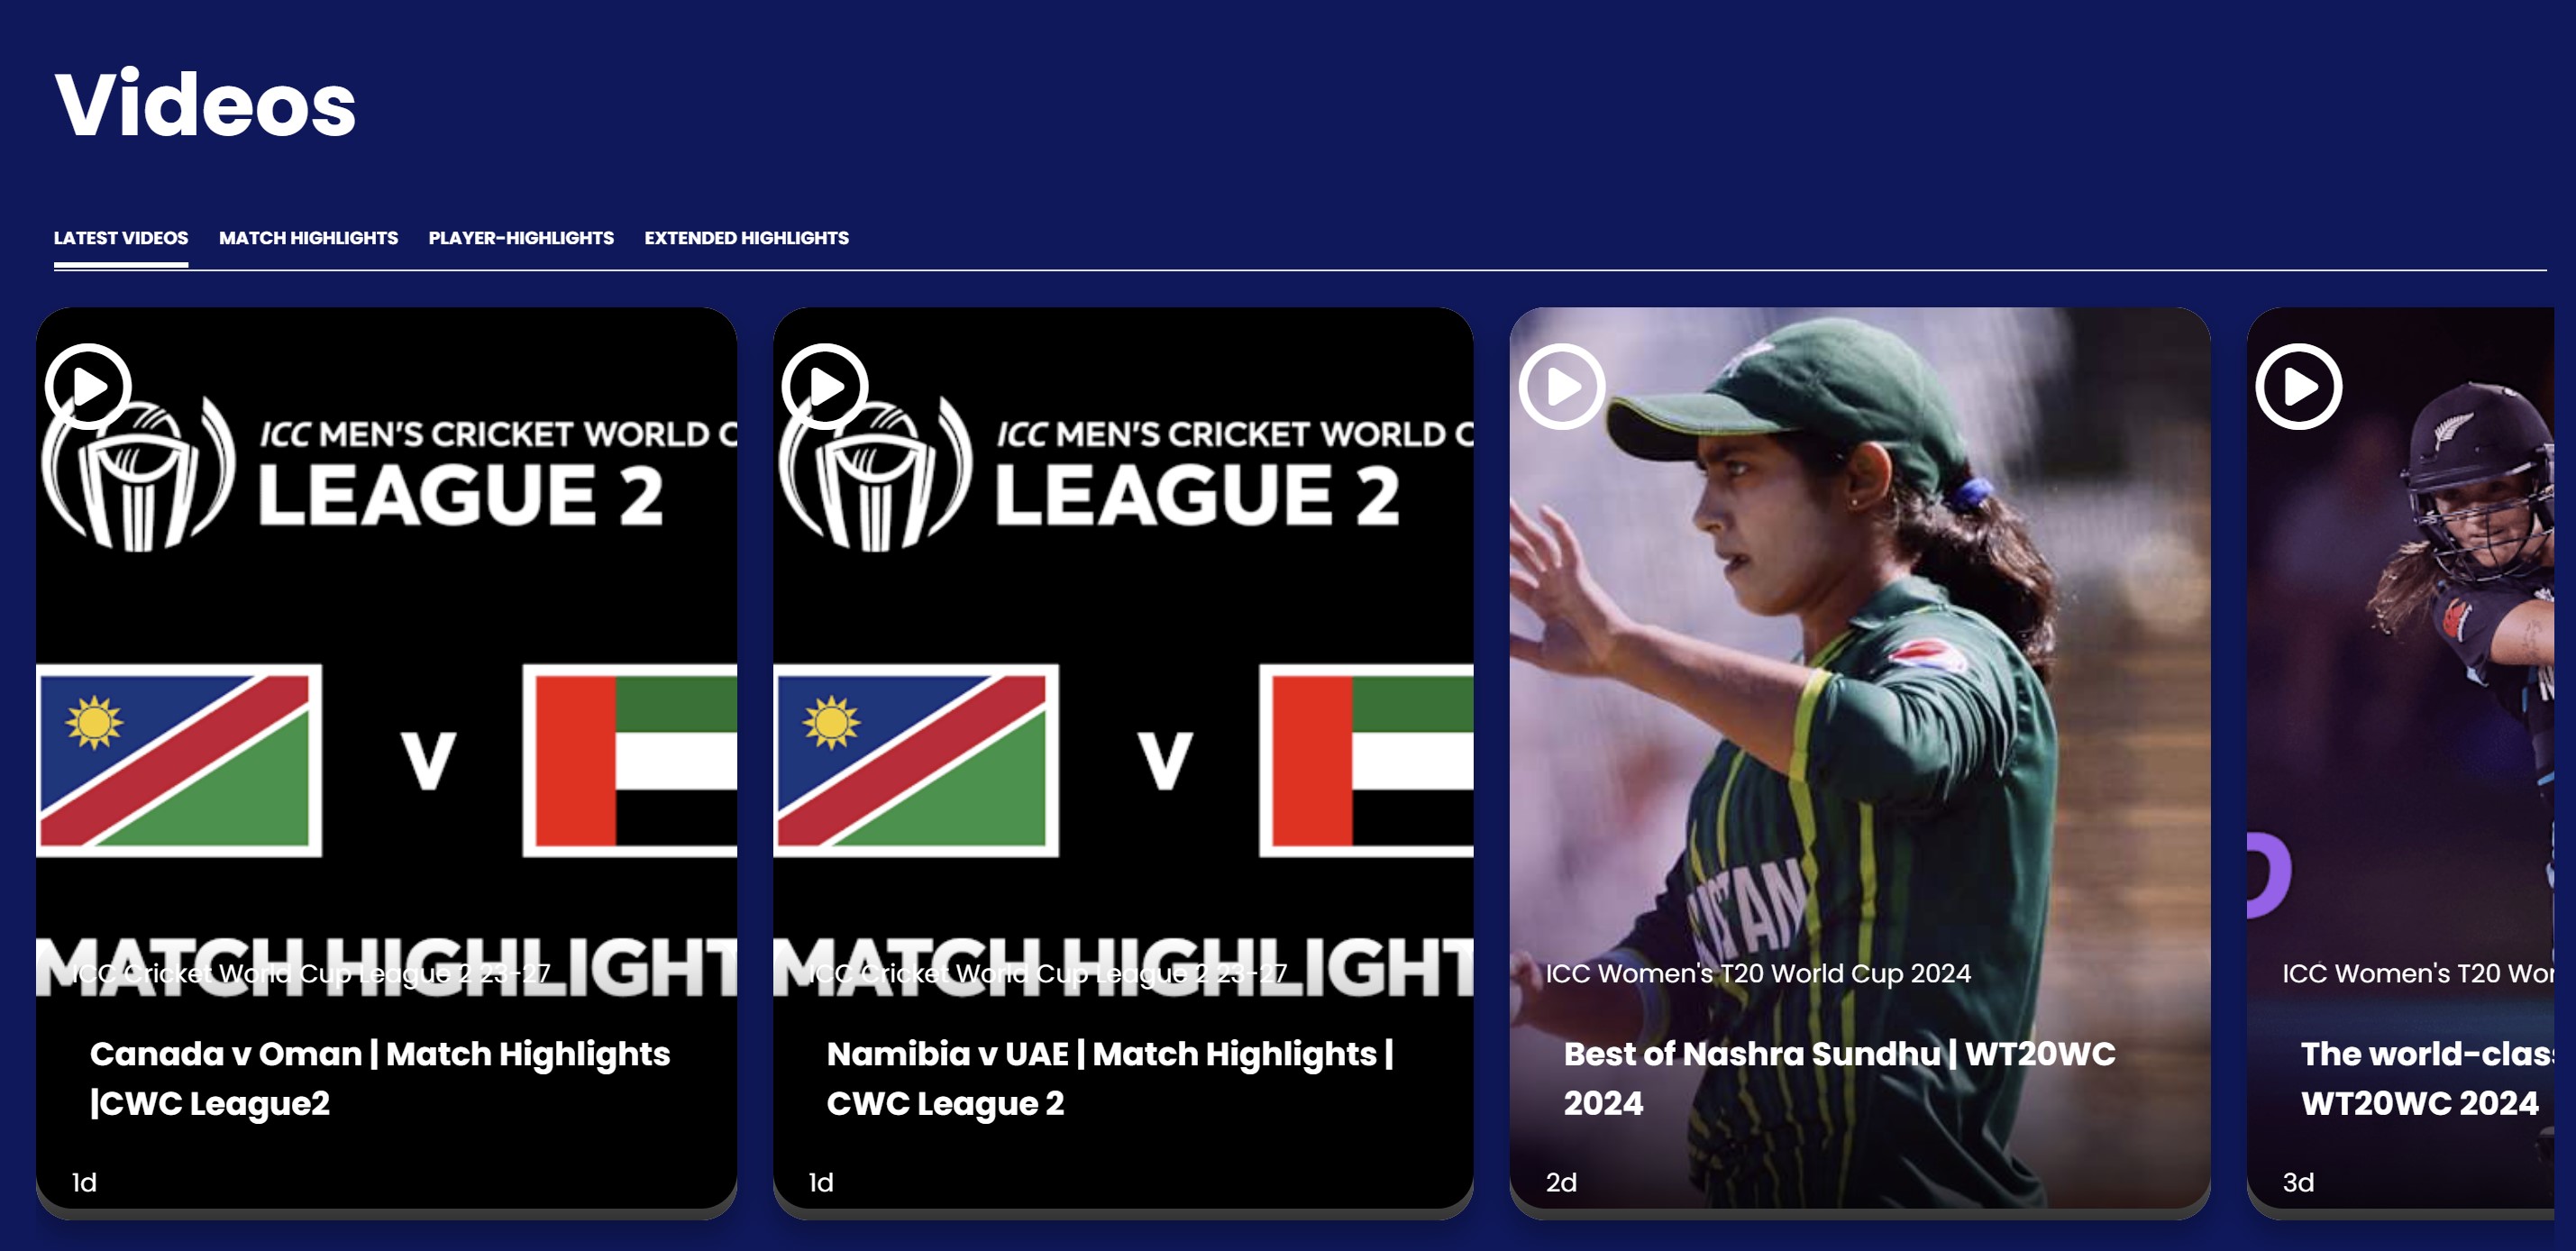 Videos
LATEST VIDEOS MATCH HIGHLIGHTS PLAYER-HIGHLIGHTS EXTENDED HIGHLIGHTS
ICC MEN'S CRICKET WORLD C
LEAGUE 2
V
MATCH HIGHLIGHT
ICC Cricket World Cup League 2 23-27
Canada v Oman | Match Highlights
|CWC League2
1d
ICC MEN'S CRICKET WORLD C
LEAGUE 2
V
MATCH HIGHLIGHT
ICC Cricket World Cup League 2 23-27
Namibia v UAE | Match Highlights |
CWC League 2
1d
ICC Women's T20 World Cup 2024
Best of Nashra Sundhu | WT20WC
2024
2d
ICC Women's T20 Wor
The world-clas
WT20WC 2024
3d